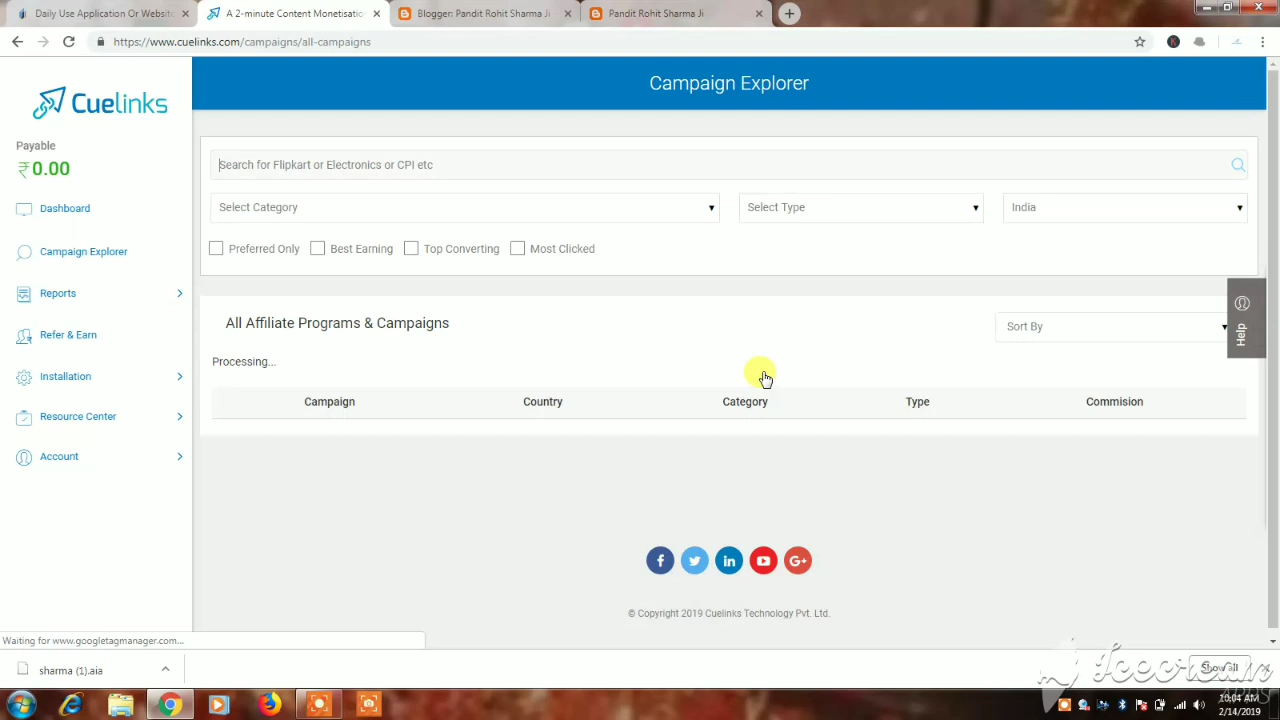 Daily Use Application Or Website
A 2-minute Content Monetisatio
Blogger: Pandit Rohit Sharma Ji
Pandit Rohit Sharma Ji
https://www.cuelinks.com/campaigns/all-campaigns
Cuelinks
Campaign Explorer
Payable
₹0.00
Search for Flipkart or Electronics or CPI etc
Select Category
Select Type
India
Dashboard
Campaign Explorer
Preferred Only
Best Earning
Top Converting
Most Clicked
Reports
Refer & Earn
Installation
Resource Center
Account
All Affiliate Programs & Campaigns
Sort By
Help
Processing...
Campaign Country Category Type Commision
© Copyright 2019 Cuelinks Technology Pvt. Ltd.
Waiting for www.googletagmanager.com...
sharma (1).aia
Show all
10:04 AM
2/14/2019